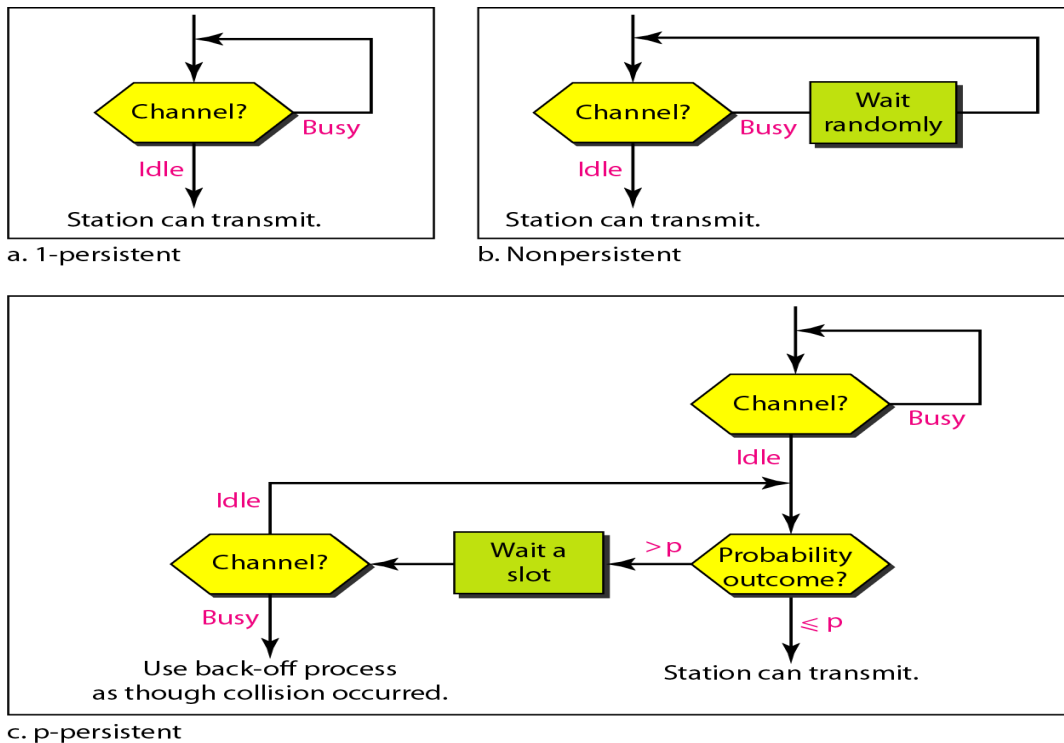 Channel?
Busy
Idle
Station can transmit.
a. 1-persistent
Channel?
Busy
Wait
randomly
Idle
Station can transmit.
b. Nonpersistent
Channel?
Busy
Idle
Idle
Channel?
Wait a
slot
>p
Probability
outcome?
Busy
⩽ p
Use back-off process
as though collision occurred.
Station can transmit.
c. p-persistent